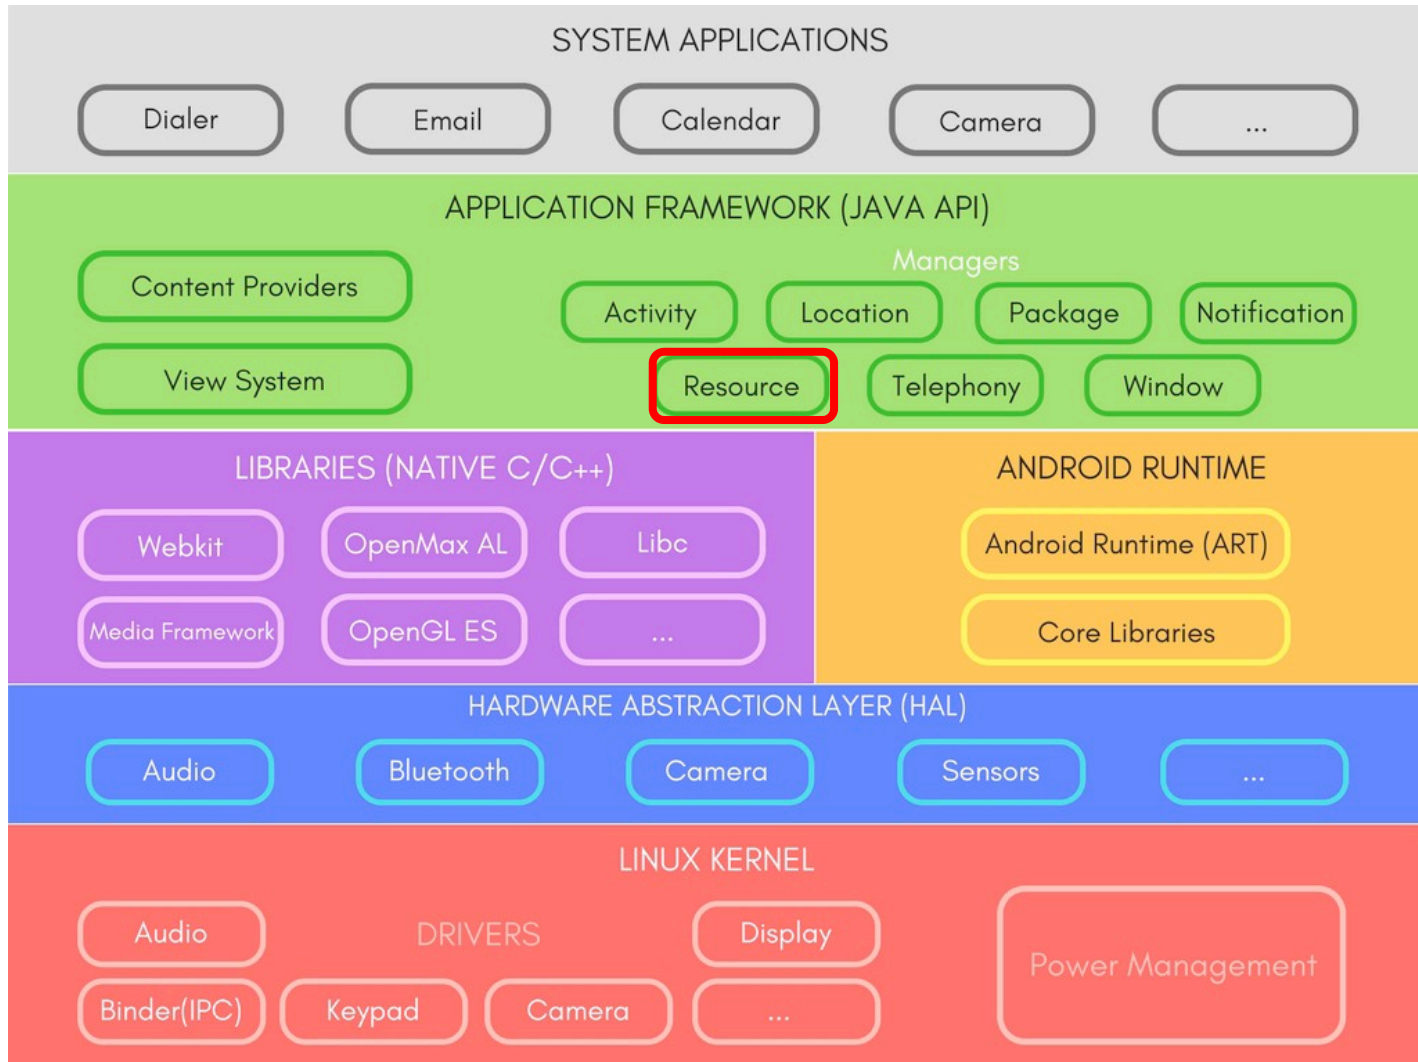 SYSTEM APPLICATIONS
Dialer
Email
Calendar
Camera
...
APPLICATION FRAMEWORK (JAVA API)
Content Providers
View System
Managers
Activity
Location
Package
Notification
Resource
Telephony
Window
LIBRARIES (NATIVE C/C++)
Webkit
OpenMax AL
Libc
Media Framework
OpenGL ES
...
ANDROID RUNTIME
Android Runtime (ART)
Core Libraries
HARDWARE ABSTRACTION LAYER (HAL)
Audio
Bluetooth
Camera
Sensors
...
LINUX KERNEL
Audio
DRIVERS
Display
Binder(IPC)
Keypad
Camera
...
Power Management